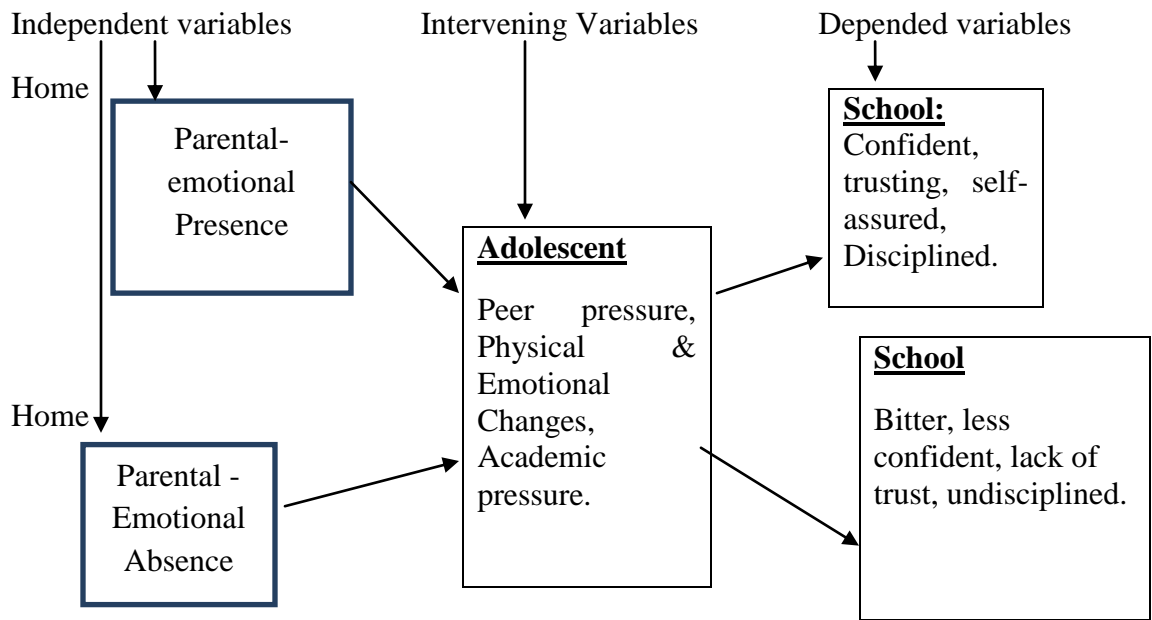 Independent variables
Intervening Variables
Depended variables
Home
Parental-
emotional
Presence
School:
Confident,
trusting, self-
assured,
Disciplined.
Adolescent
Peer pressure,
Physical &
Emotional
Changes,
Academic
pressure.
School
Bitter, less
confident, lack of
trust, undisciplined.
Home
Parental -
Emotional
Absence